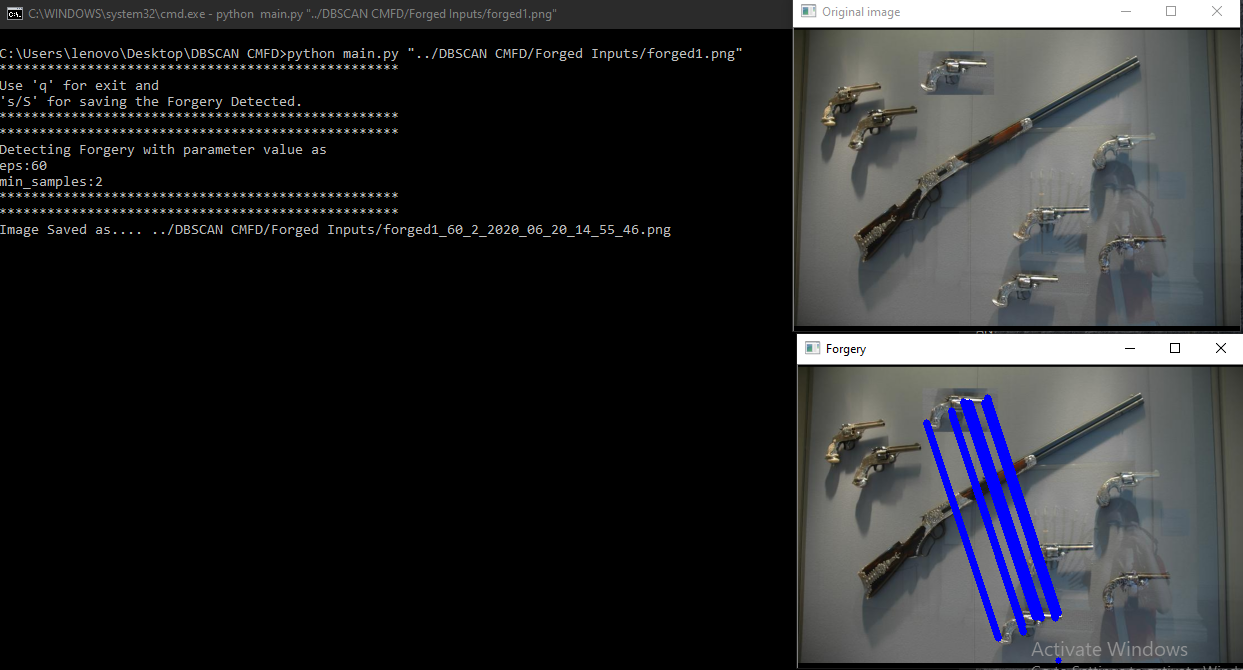 C:\WINDOWS\system32\cmd.exe - python  main.py "../DBSCAN CMFD/Forged Inputs/forged1.png"
C:\Users\lenovo\Desktop\DBSCAN CMFD>python main.py "../DBSCAN CMFD/Forged Inputs/forged1.png"
**************************************************
Use 'q' for exit and
's/S' for saving the Forgery Detected.
**************************************************
**************************************************
Detecting Forgery with parameter value as
eps:60
min_samples:2
**************************************************
**************************************************
Image Saved as.... ../DBSCAN CMFD/Forged Inputs/forged1_60_2_2020_06_20_14_55_46.png
Original image
Forgery
Activate Windows